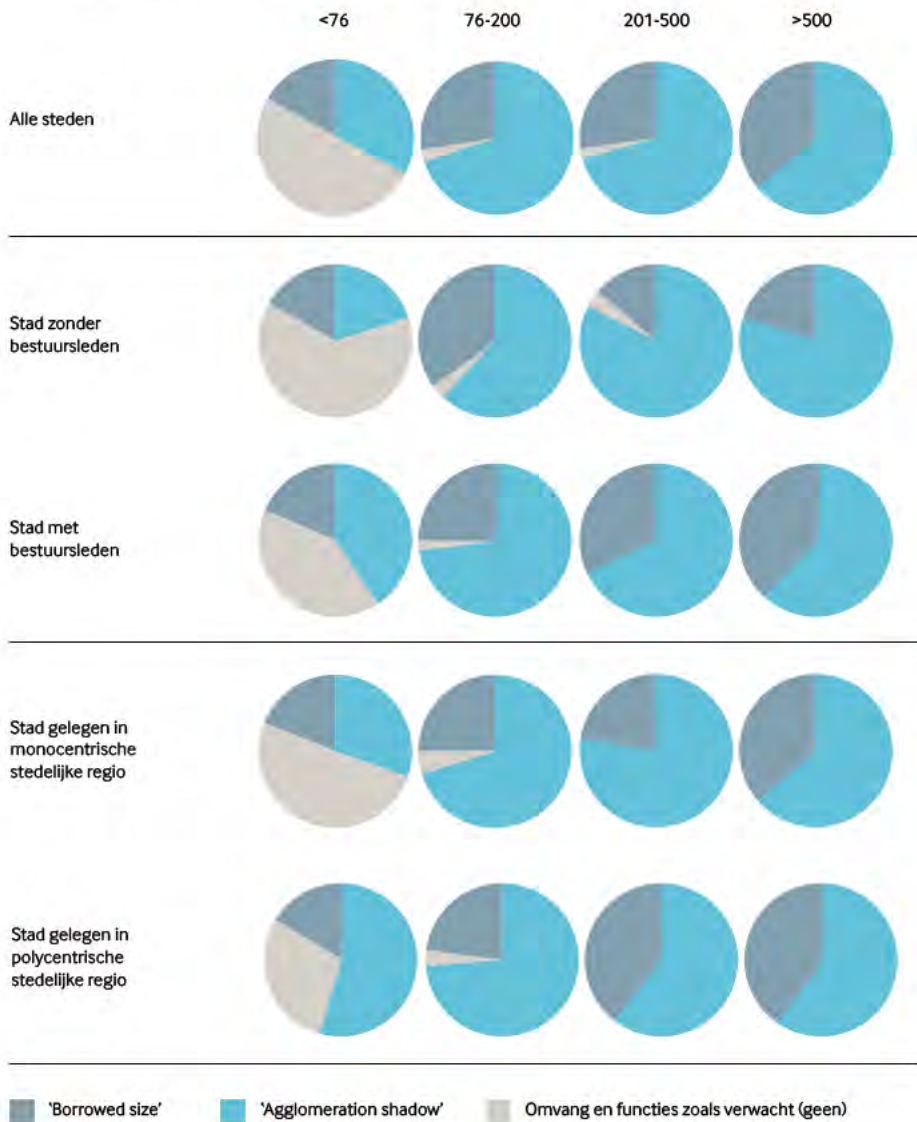 <76 76-200 201-500 >500
Alle steden
Stad zonder
bestuursleden
Stad met
bestuursleden
Stad gelegen in
monocentrische
stedelijke regio
Stad gelegen in
polycentrische
stedelijke regio
'Borrowed size' 'Agglomeration shadow' Omvang en functies zoals verwacht (geen)